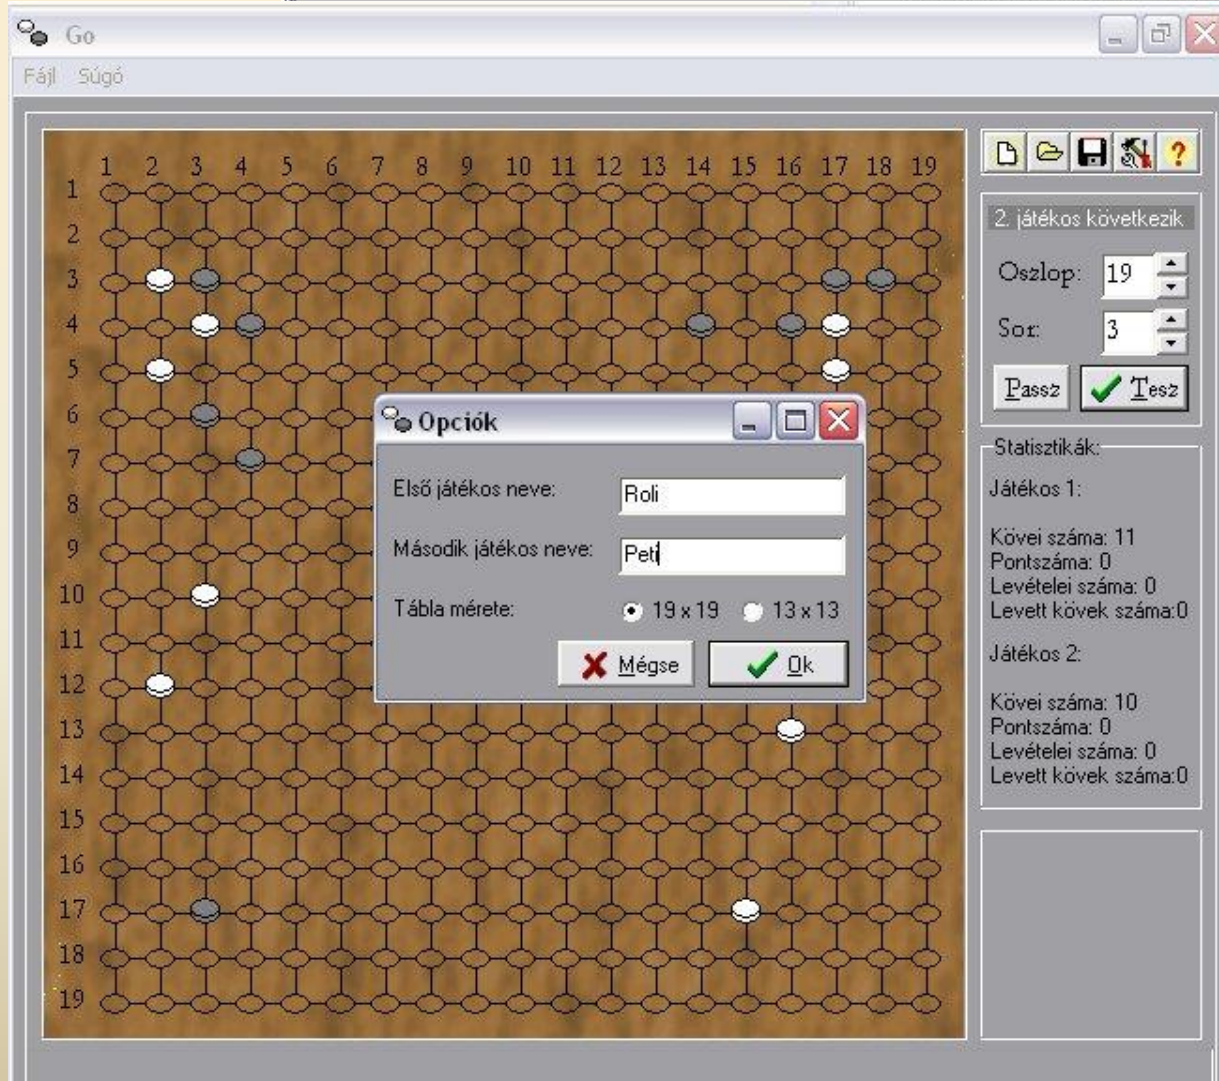 Go
Fájl Súgó
1 2 3 4 5 6 7 8 9 10 11 12 13 14 15 16 17 18 19
1
2
3
4
5
6
7
8
9
10
11
12
13
14
15
16
17
18
19
Opciók
Első játékos neve: Roli
Második játékos neve: Peti
Tábla mérete: 19 x 19 13 x 13
Mégse Ok
?
2. játékos következik
Oszlop: 19
Sor: 3
Passz Tesz
Statisztikák:
Játékos 1:
Kövei száma: 11
Pontszáma: 0
Levételei száma: 0
Levett kövek száma:0
Játékos 2:
Kövei száma: 10
Pontszáma: 0
Levételei száma: 0
Levett kövek száma:0